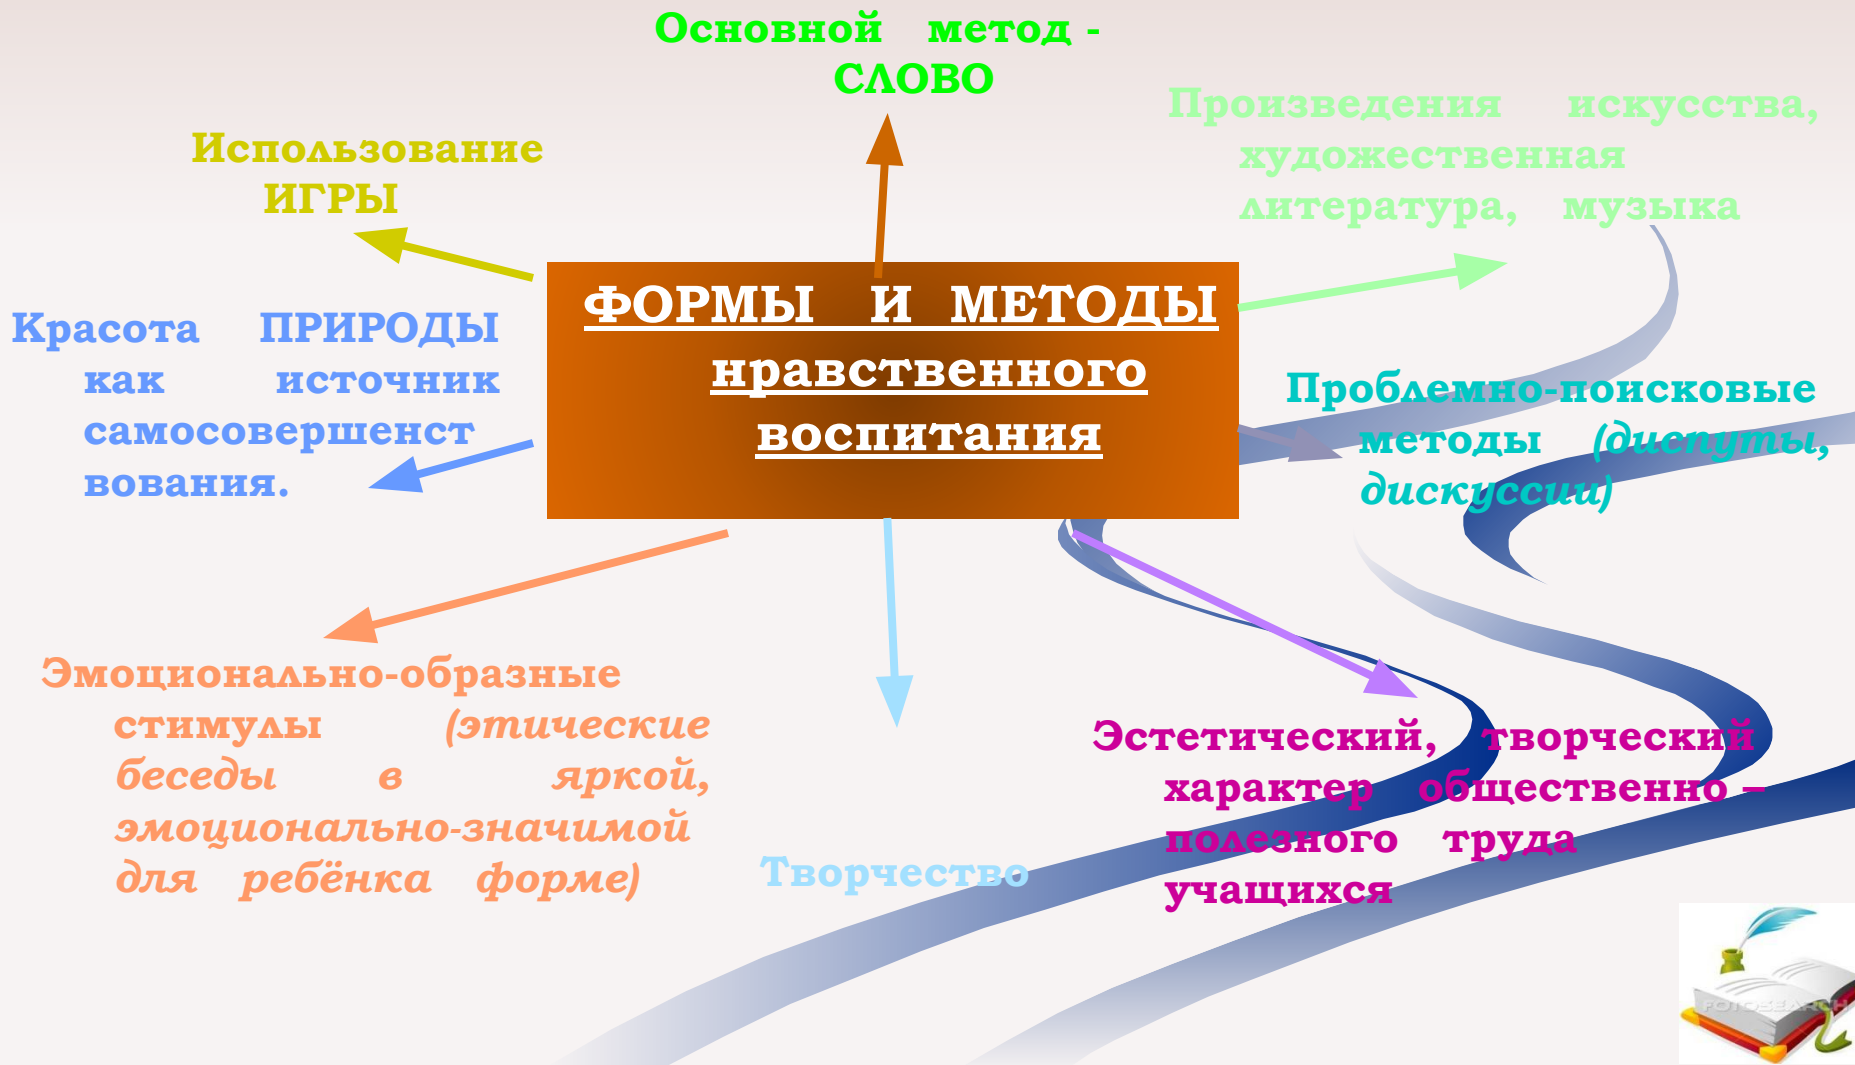 Основной метод -
СЛОВО
Произведения искусства,
художественная
литература, музыка
Использование
ИГРЫ
ФОРМЫ И МЕТОДЫ
нравственного
воспитания
Красота ПРИРОДЫ
как источник
самосовершенст
вования.
Проблемно-поисковые
методы (диспуты,
дискуссии)
Эмоционально-образные
стимулы (этические
беседы в яркой,
эмоционально-значимой
для ребёнка форме)
Творчество
Эстетический, творческий
характер общественно –
полезного труда
учащихся
FOTOSEARCH